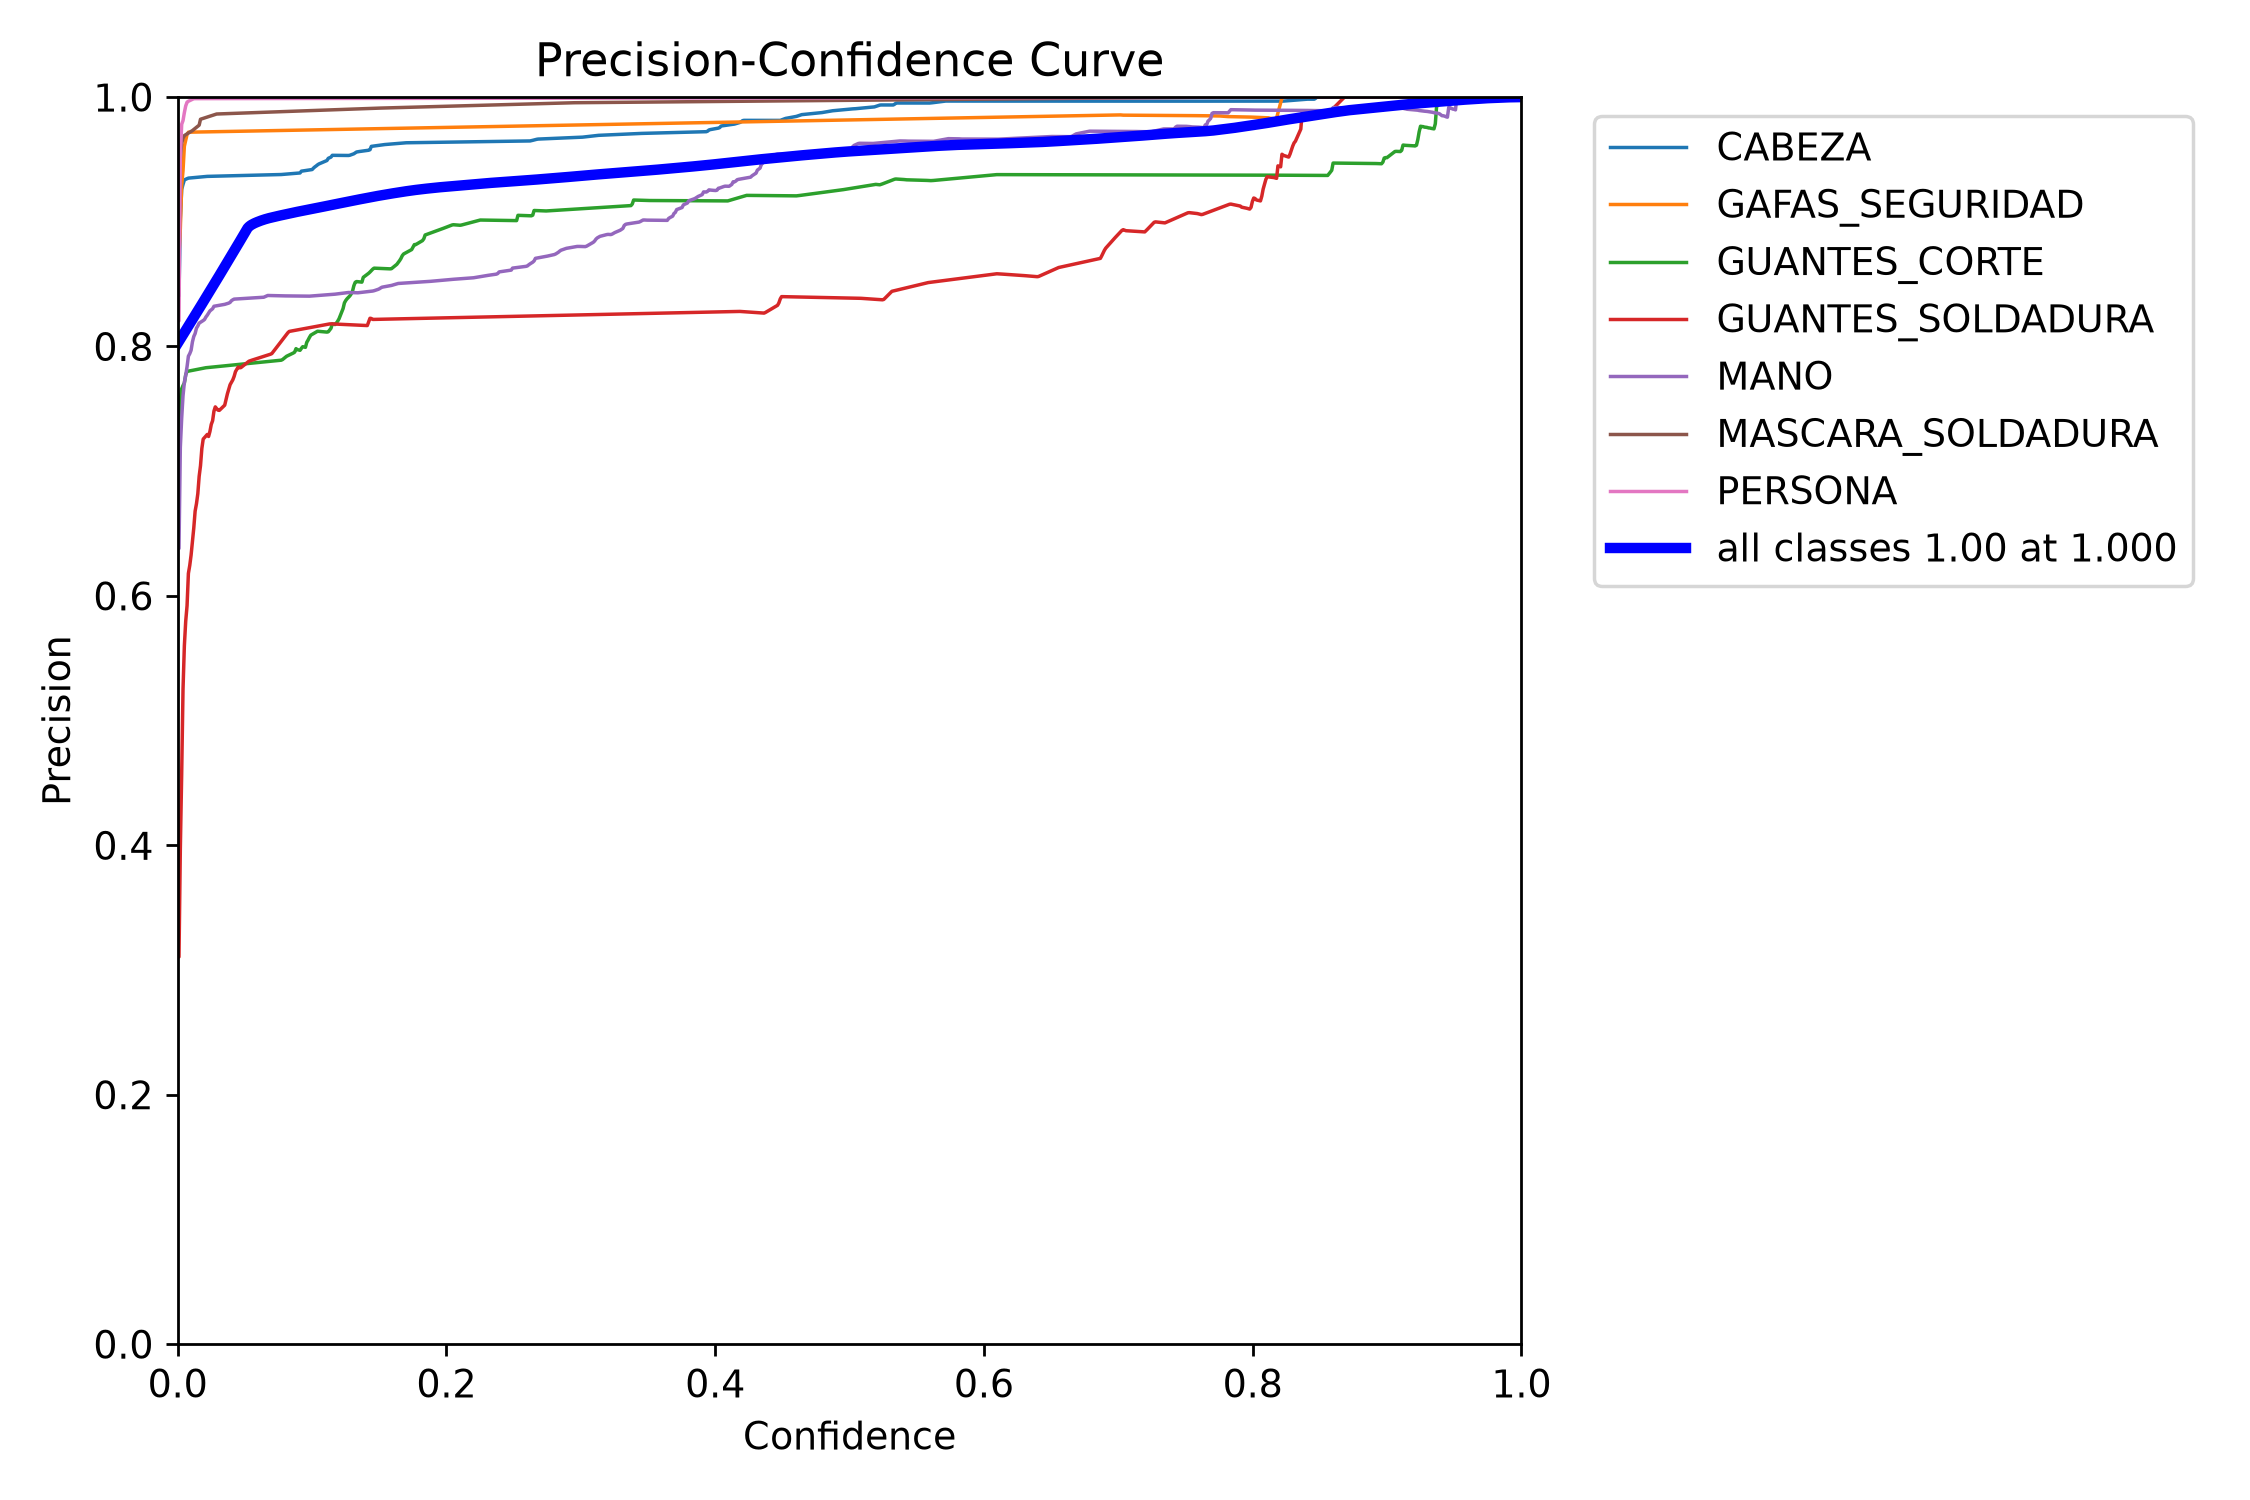 Precision-Confidence Curve
1.0
0.8
0.6
0.4
0.2
0.0
Precision
0.0 0.2 0.4 0.6 0.8 1.0
Confidence
CABEZA
GAFAS_SEGURIDAD
GUANTES_CORTE
GUANTES_SOLDADURA
MANO
MASCARA_SOLDADURA
PERSONA
all classes 1.00 at 1.000